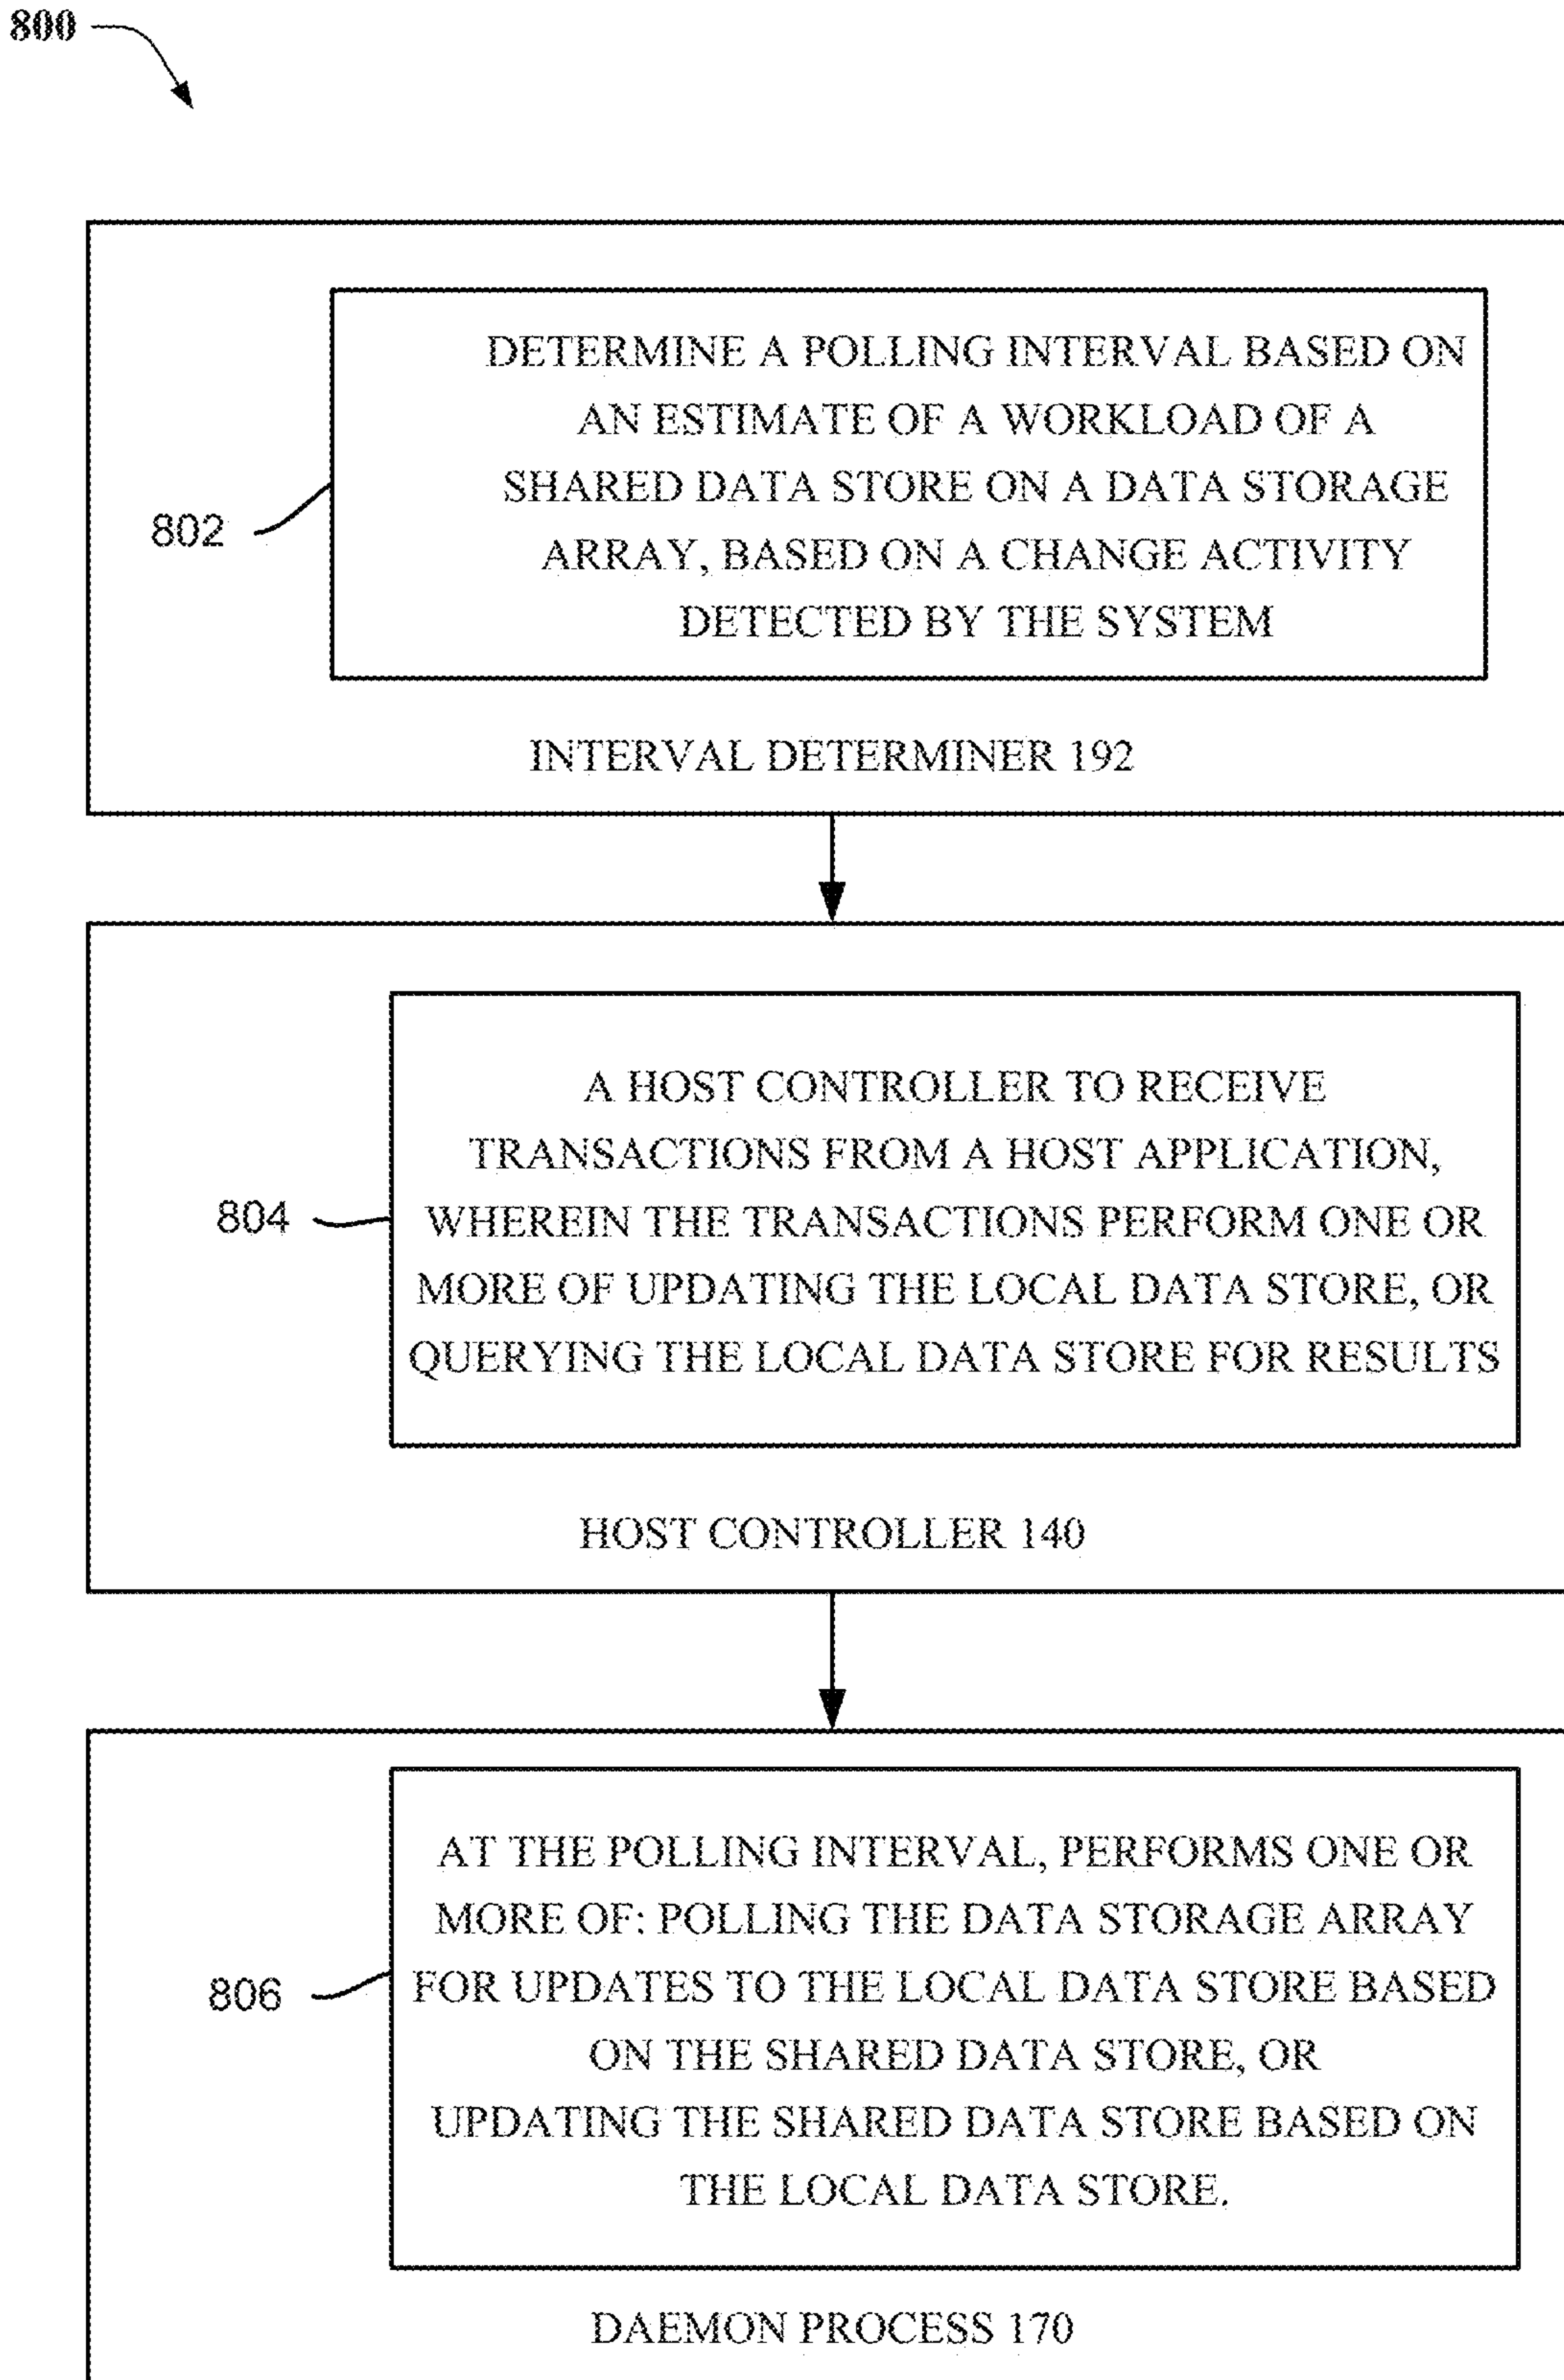 800
DETERMINE A POLLING INTERVAL BASED ON
AN ESTIMATE OF A WORKLOAD OF A
SHARED DATA STORE ON A DATA STORAGE
ARRAY, BASED ON A CHANGE ACTIVITY
DETECTED BY THE SYSTEM
802
INTERVAL DETERMINER 192
A HOST CONTROLLER TO RECEIVE
TRANSACTIONS FROM A HOST APPLICATION,
WHEREIN THE TRANSACTIONS PERFORM ONE OR
MORE OF UPDATING THE LOCAL DATA STORE, OR
QUERYING THE LOCAL DATA STORE FOR RESULTS
804
HOST CONTROLLER 140
AT THE POLLING INTERVAL, PERFORMS ONE OR
MORE OF: POLLING THE DATA STORAGE ARRAY
FOR UPDATES TO THE LOCAL DATA STORE BASED
ON THE SHARED DATA STORE, OR
UPDATING THE SHARED DATA STORE BASED ON
THE LOCAL DATA STORE.
806
DAEMON PROCESS 170